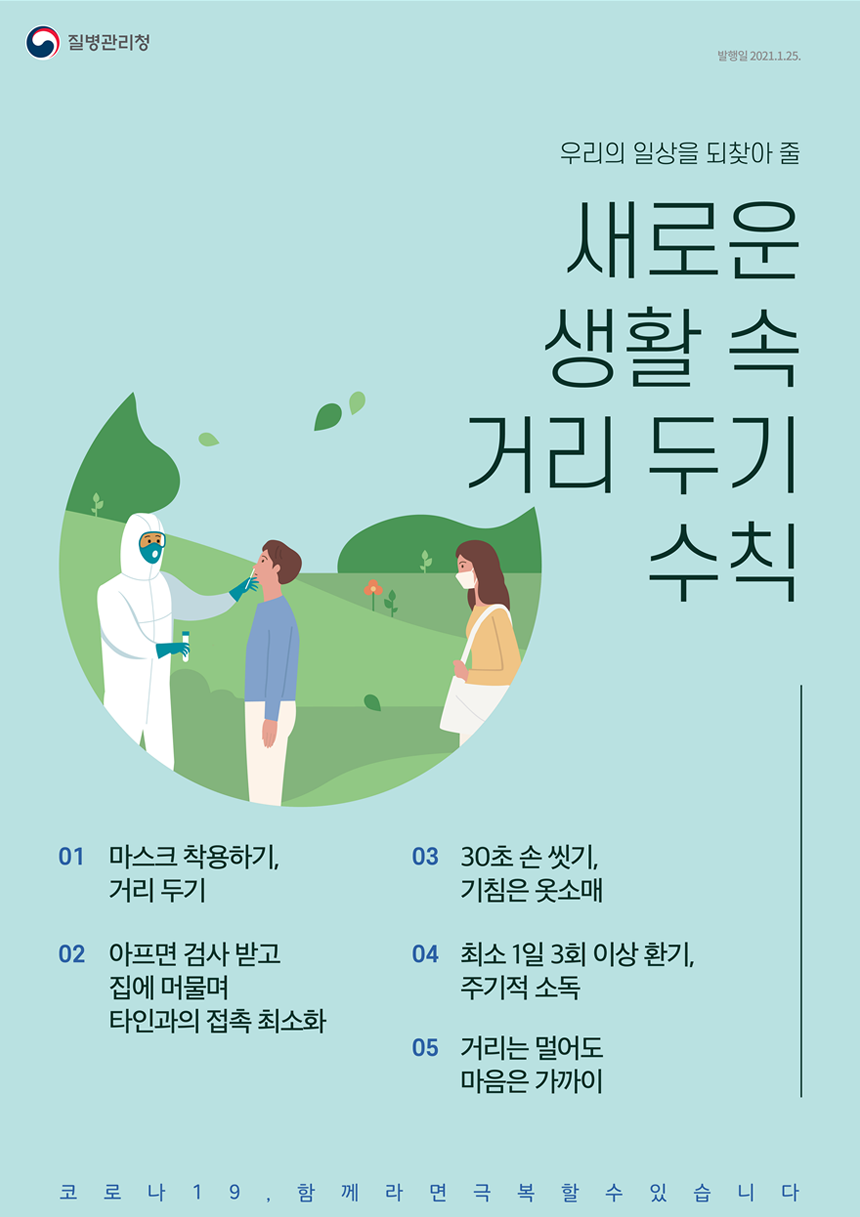 질병관리청
발행일 2021.1.25.
우리의 일상을 되찾아 줄
새로운
생활 속
거리 두기
수칙
01 마스크 착용하기,
거리 두기
02 아프면 검사 받고
집에 머물며
타인과의 접촉 최소화
03 30초 손 씻기,
기침은 옷소매
04 최소 1일 3회 이상 환기,
주기적 소독
05 거리는 멀어도
마음은 가까이
코로나19, 함께라면 극복할 수 있습니다